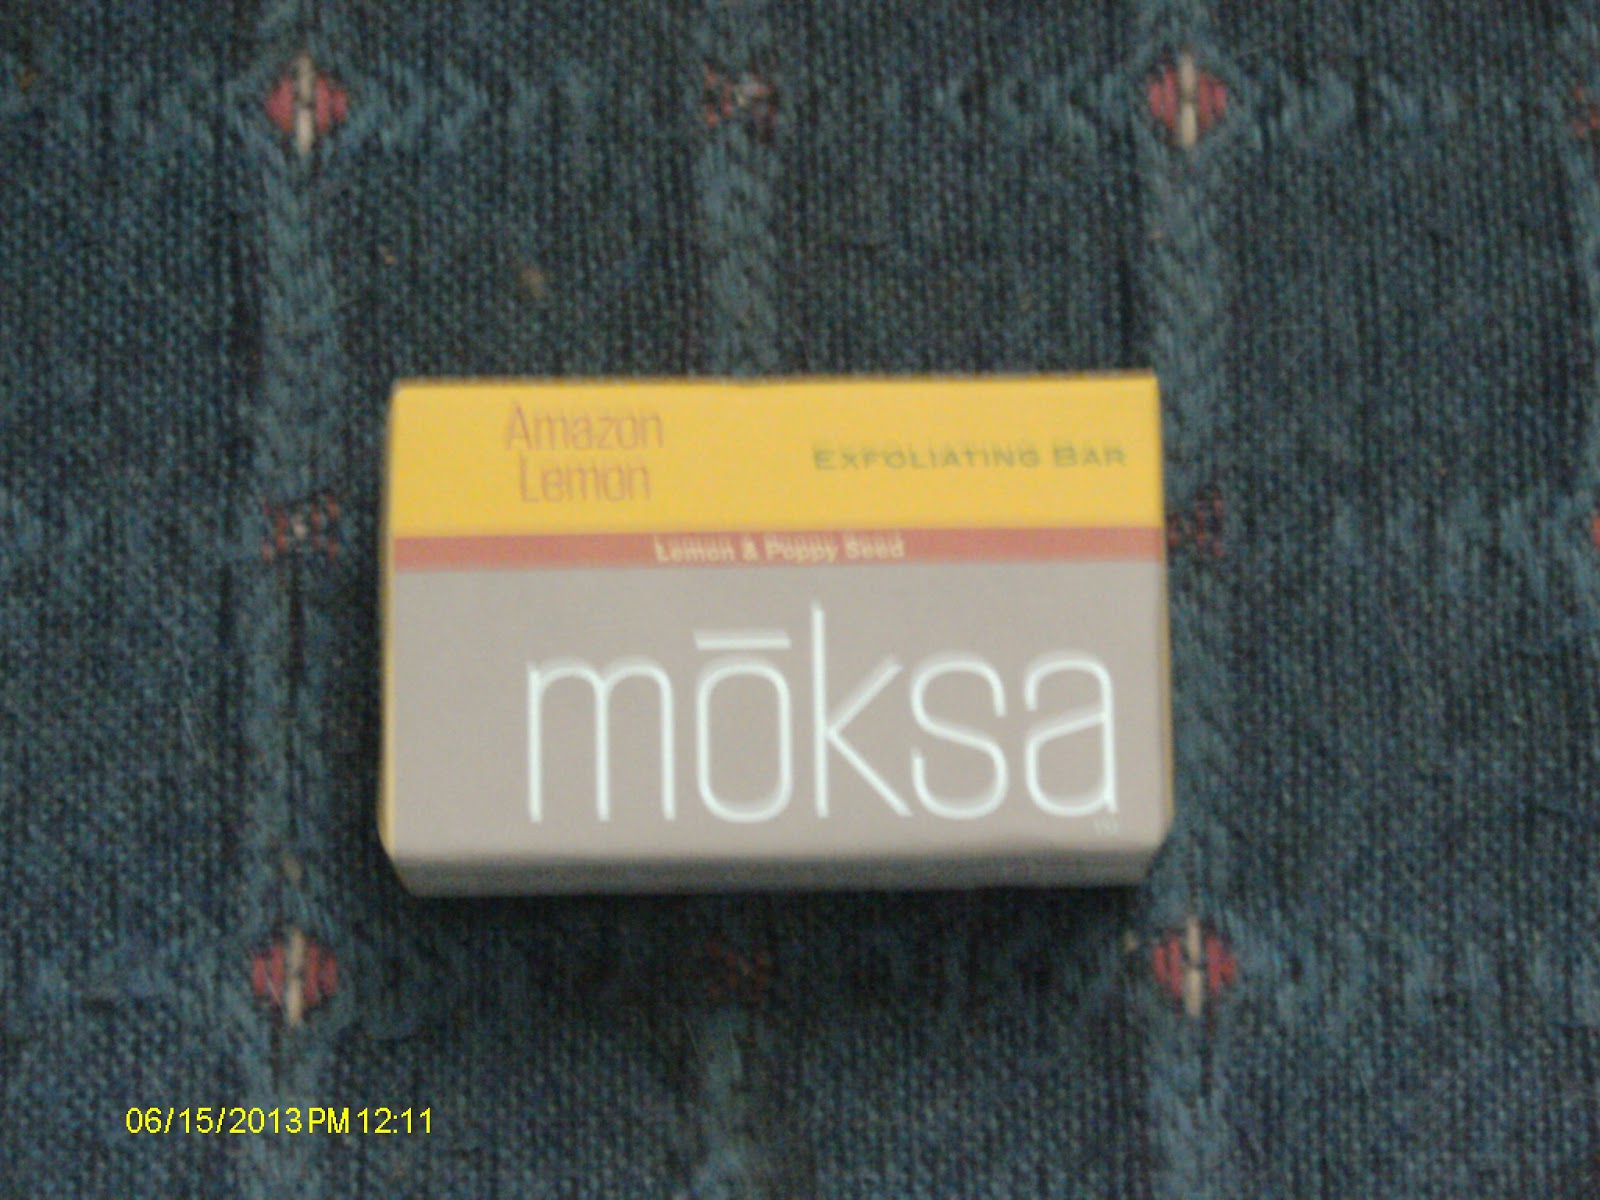 Amazon
Lemon
EXFOLIATING BAR
Lemon & Poppy Seed
mōksa
06/15/2013 PM 12:11